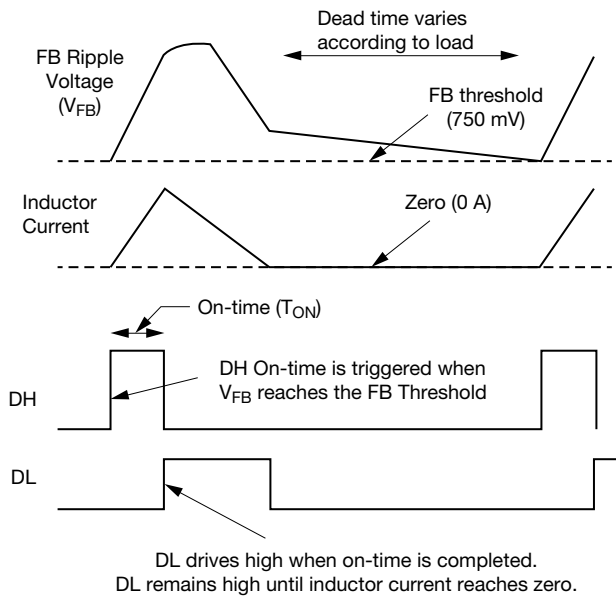 Dead time varies
according to load
FB Ripple
Voltage
(VFB)
FB threshold
(750 mV)
Inductor
Current
Zero (0 A)
On-time (TON)
DH On-time is triggered when
VFB reaches the FB Threshold
DH
DL
DL drives high when on-time is completed.
DL remains high until inductor current reaches zero.